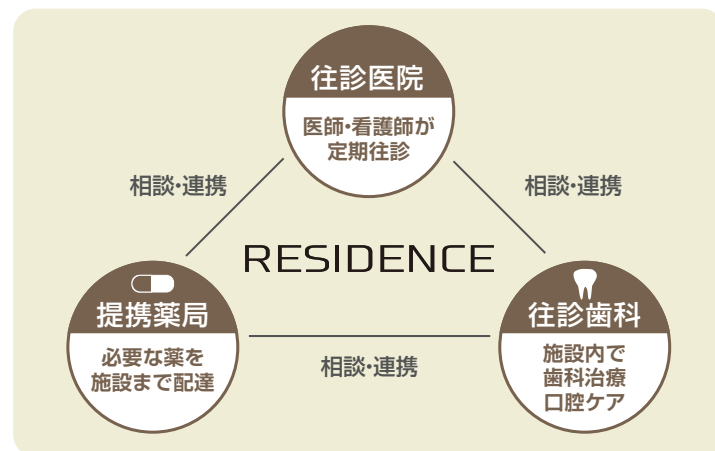 往診医院
医師・看護師が
定期往診
相談・連携
相談・連携
RESIDENCE
提携薬局
必要な薬を
施設まで配達
相談・連携
往診歯科
施設内で
歯科治療
口腔ケア